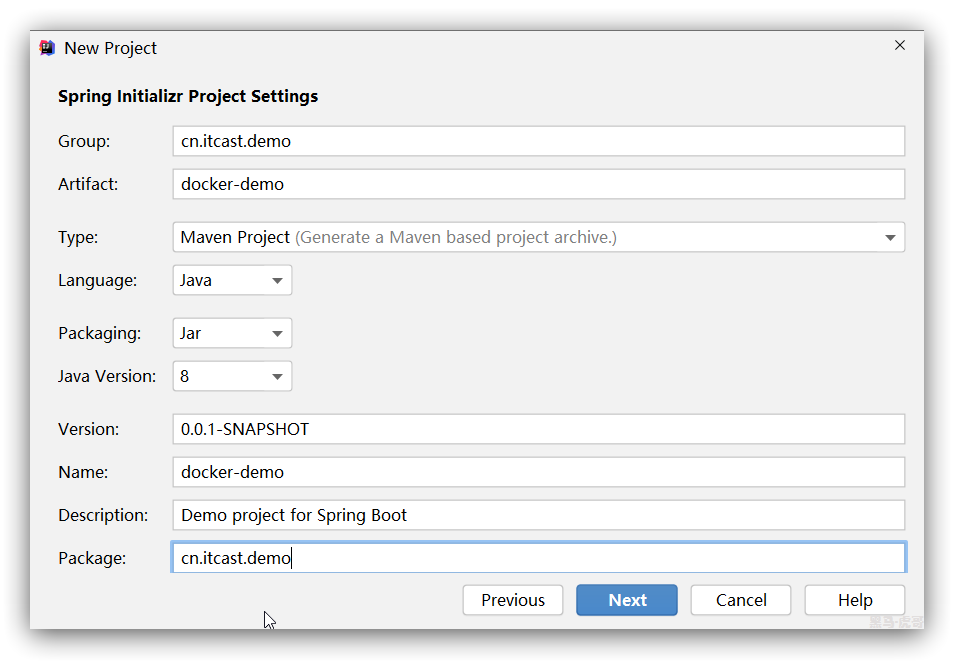 New Project
Spring Initializr Project Settings
Group: cn.itcast.demo
Artifact: docker-demo
Type: Maven Project (Generate a Maven based project archive.)
Language: Java
Packaging: Jar
Java Version: 8
Version: 0.0.1-SNAPSHOT
Name: docker-demo
Description: Demo project for Spring Boot
Package: cn.itcast.demo
Previous Next Cancel Help